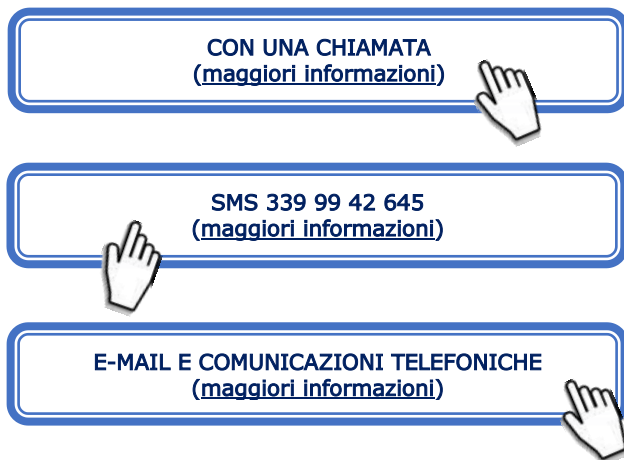 CON UNA CHIAMATA
(maggiori informazioni)
SMS 339 99 42 645
(maggiori informazioni)
E-MAIL E COMUNICAZIONI TELEFONICHE
(maggiori informazioni)